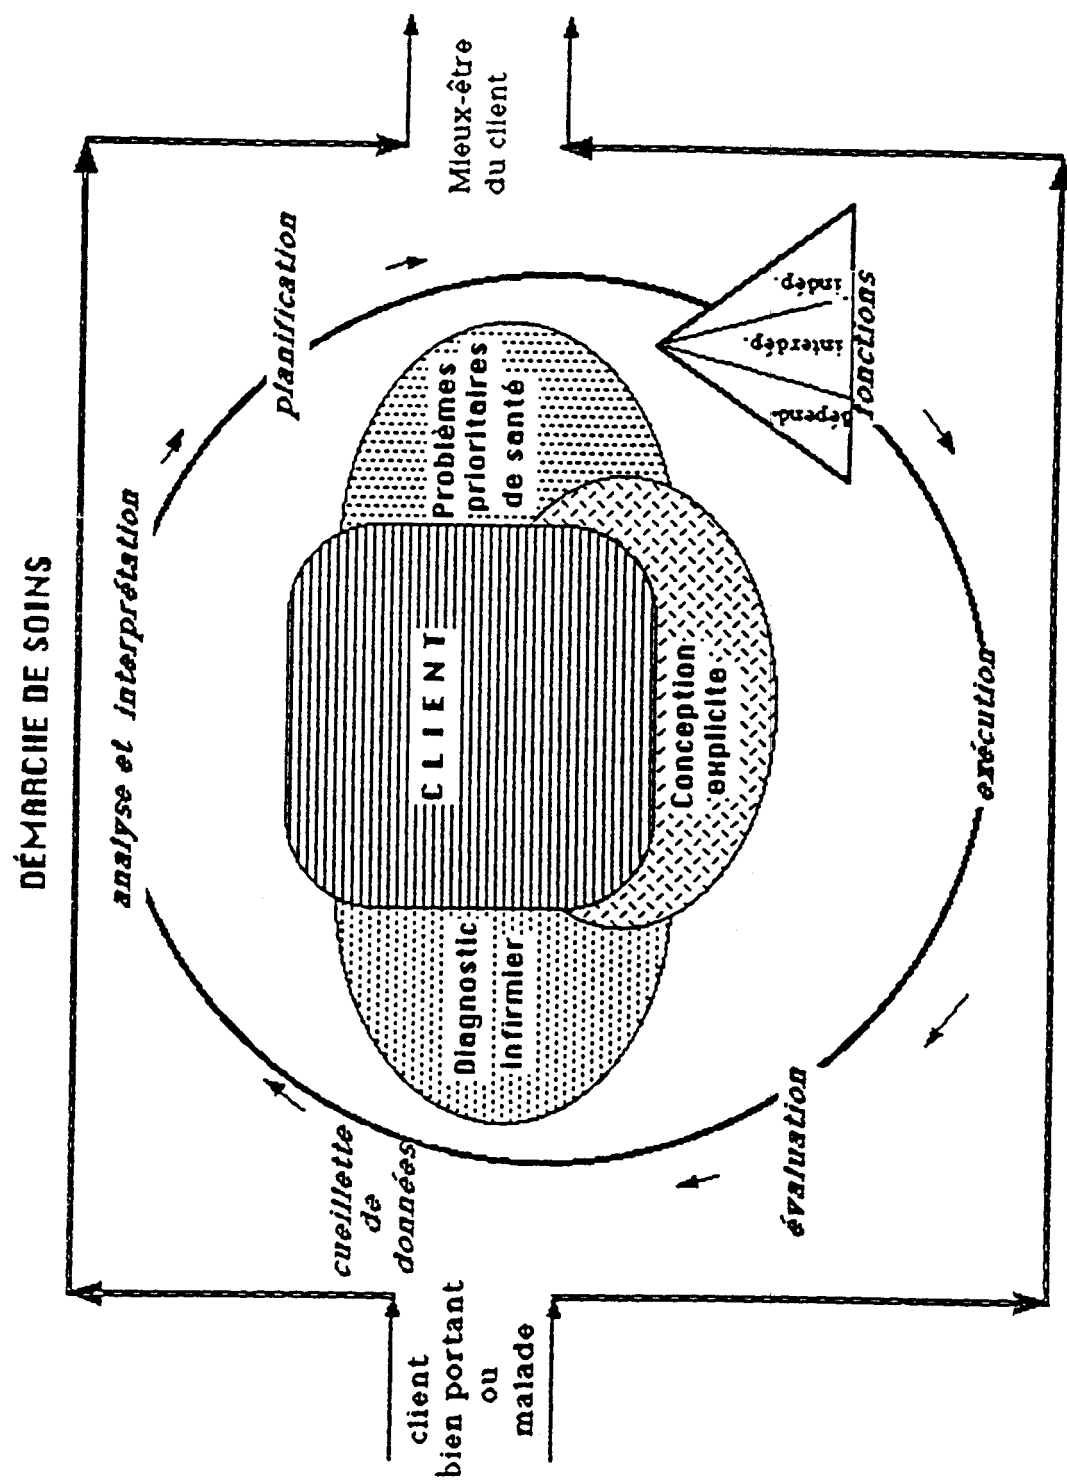 DÉMARCHE DE SOINS
analyse et interprétation
planification
cueillette
de
données
client
bien portant
ou
malade
Diagnostic
Infirmier
CLIENT
Problèmes
prioritaires
de santé
Mieux-être
du client
Conception
explicite
dépend.
interdép.
indép.
fonctions
évaluation
exécution